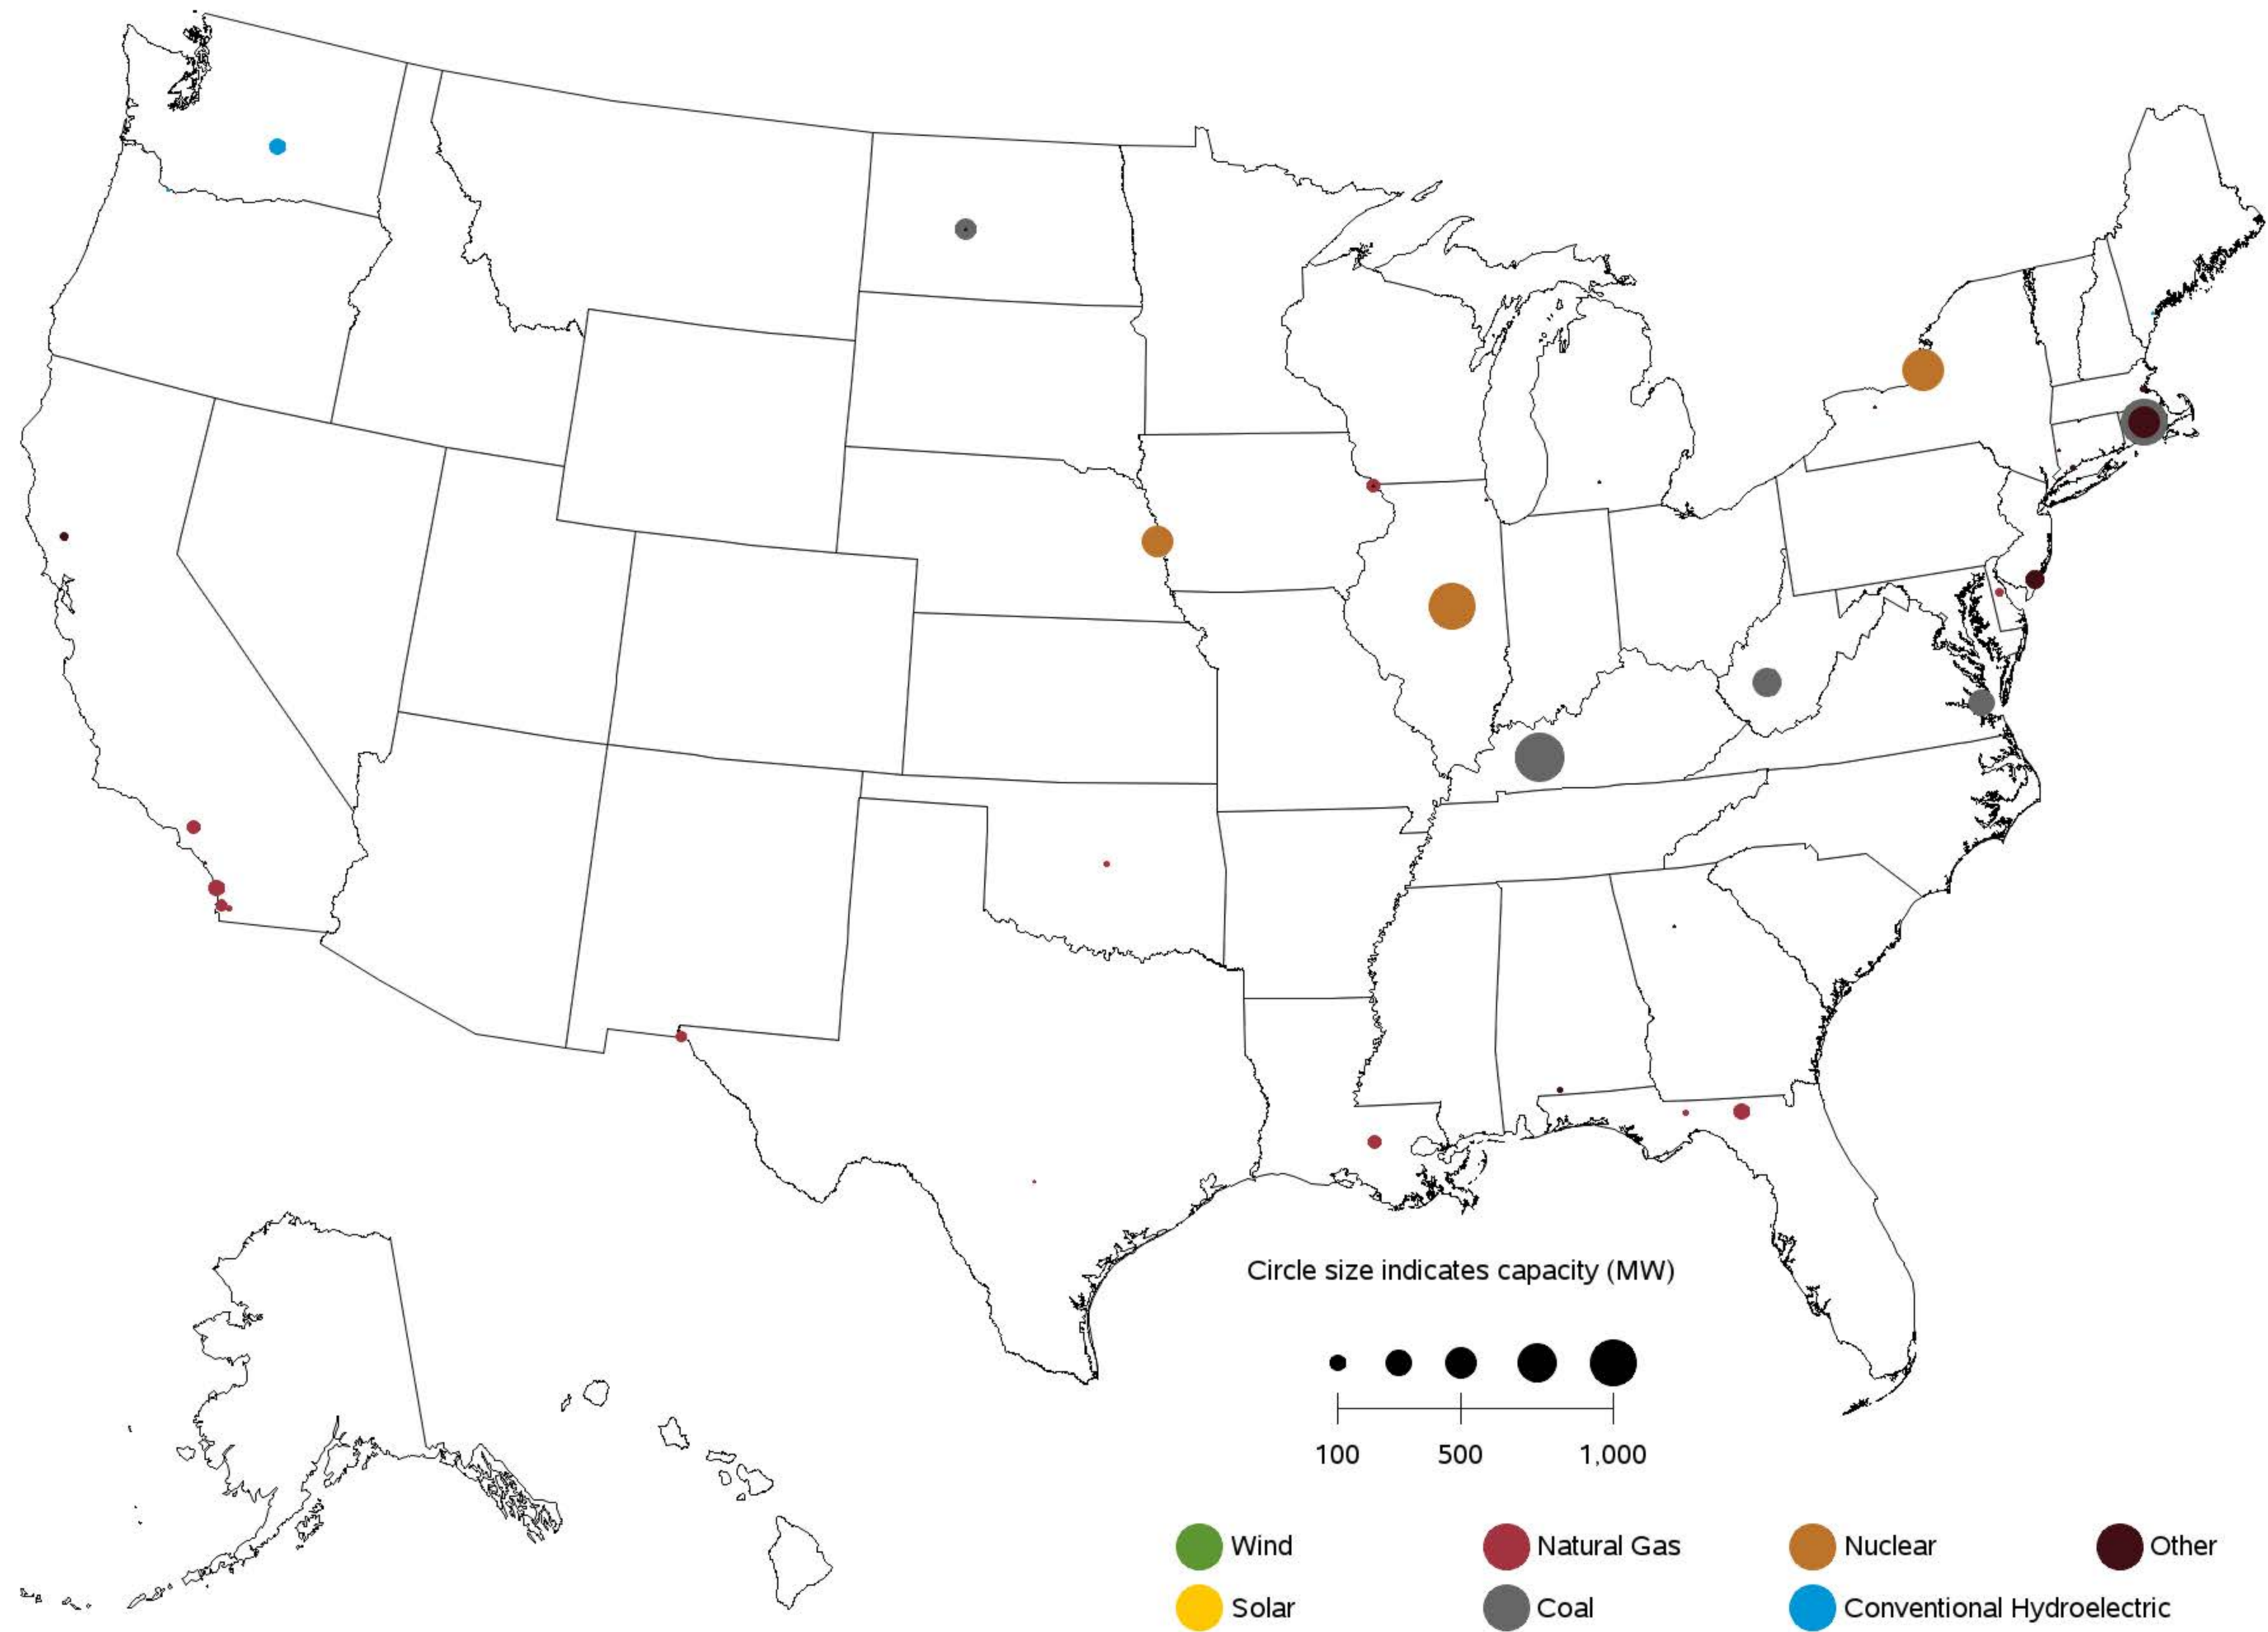 Circle size indicates capacity (MW)
100 500 1,000
Wind Natural Gas Nuclear Other
Solar Coal Conventional Hydroelectric